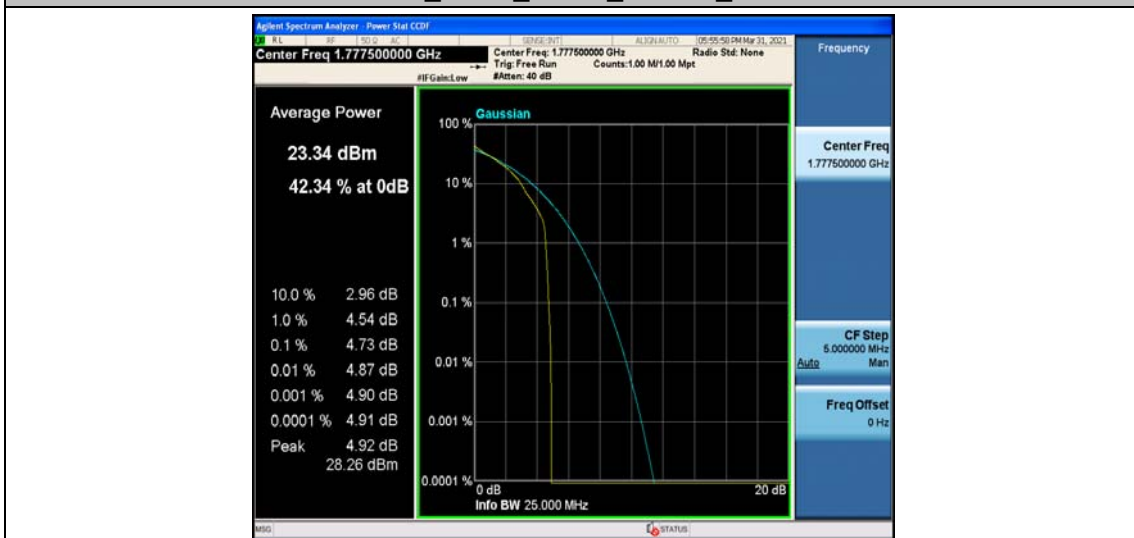 Agilent Spectrum Analyzer - Power Stat CCDF
RL RF 50 Ω AC SENSE:INT ALIGN AUTO 05:55:50 PM Mar 31, 2021
Center Freq 1.777500000 GHz
Center Freq: 1.777500000 GHz Radio Std: None
Trig: Free Run Counts:1.00 M/1.00 Mpt
#IFGain:Low #Atten: 40 dB
Frequency
Average Power
23.34 dBm
42.34 % at 0dB
10.0 % 2.96 dB
1.0 % 4.54 dB
0.1 % 4.73 dB
0.01 % 4.87 dB
0.001 % 4.90 dB
0.0001 % 4.91 dB
Peak 4.92 dB
28.26 dBm
Gaussian
100 %
10 %
1 %
0.1 %
0.01 %
0.001 %
0.0001 %
0 dB 20 dB
Info BW 25.000 MHz
Center Freq
1.777500000 GHz
CF Step
5.000000 MHz
Auto Man
Freq Offset
0 Hz
MSG STATUS